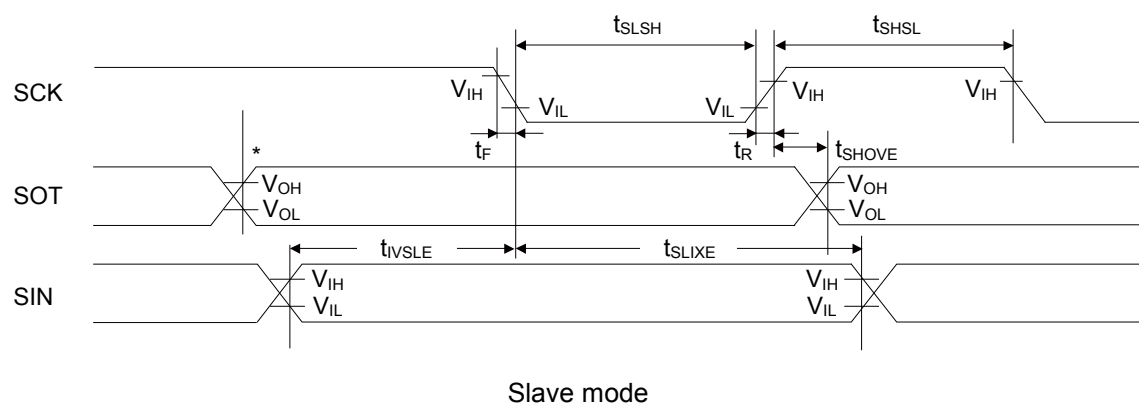 tSLSH
tSHSL
SCK
VIH
VIL
VIL
VIH
VIH
tF
tR
tSHOVE
*
SOT
VOH
VOL
VOH
VOL
tIVSLE
tSLIXE
SIN
VIH
VIL
VIH
VIL
Slave mode